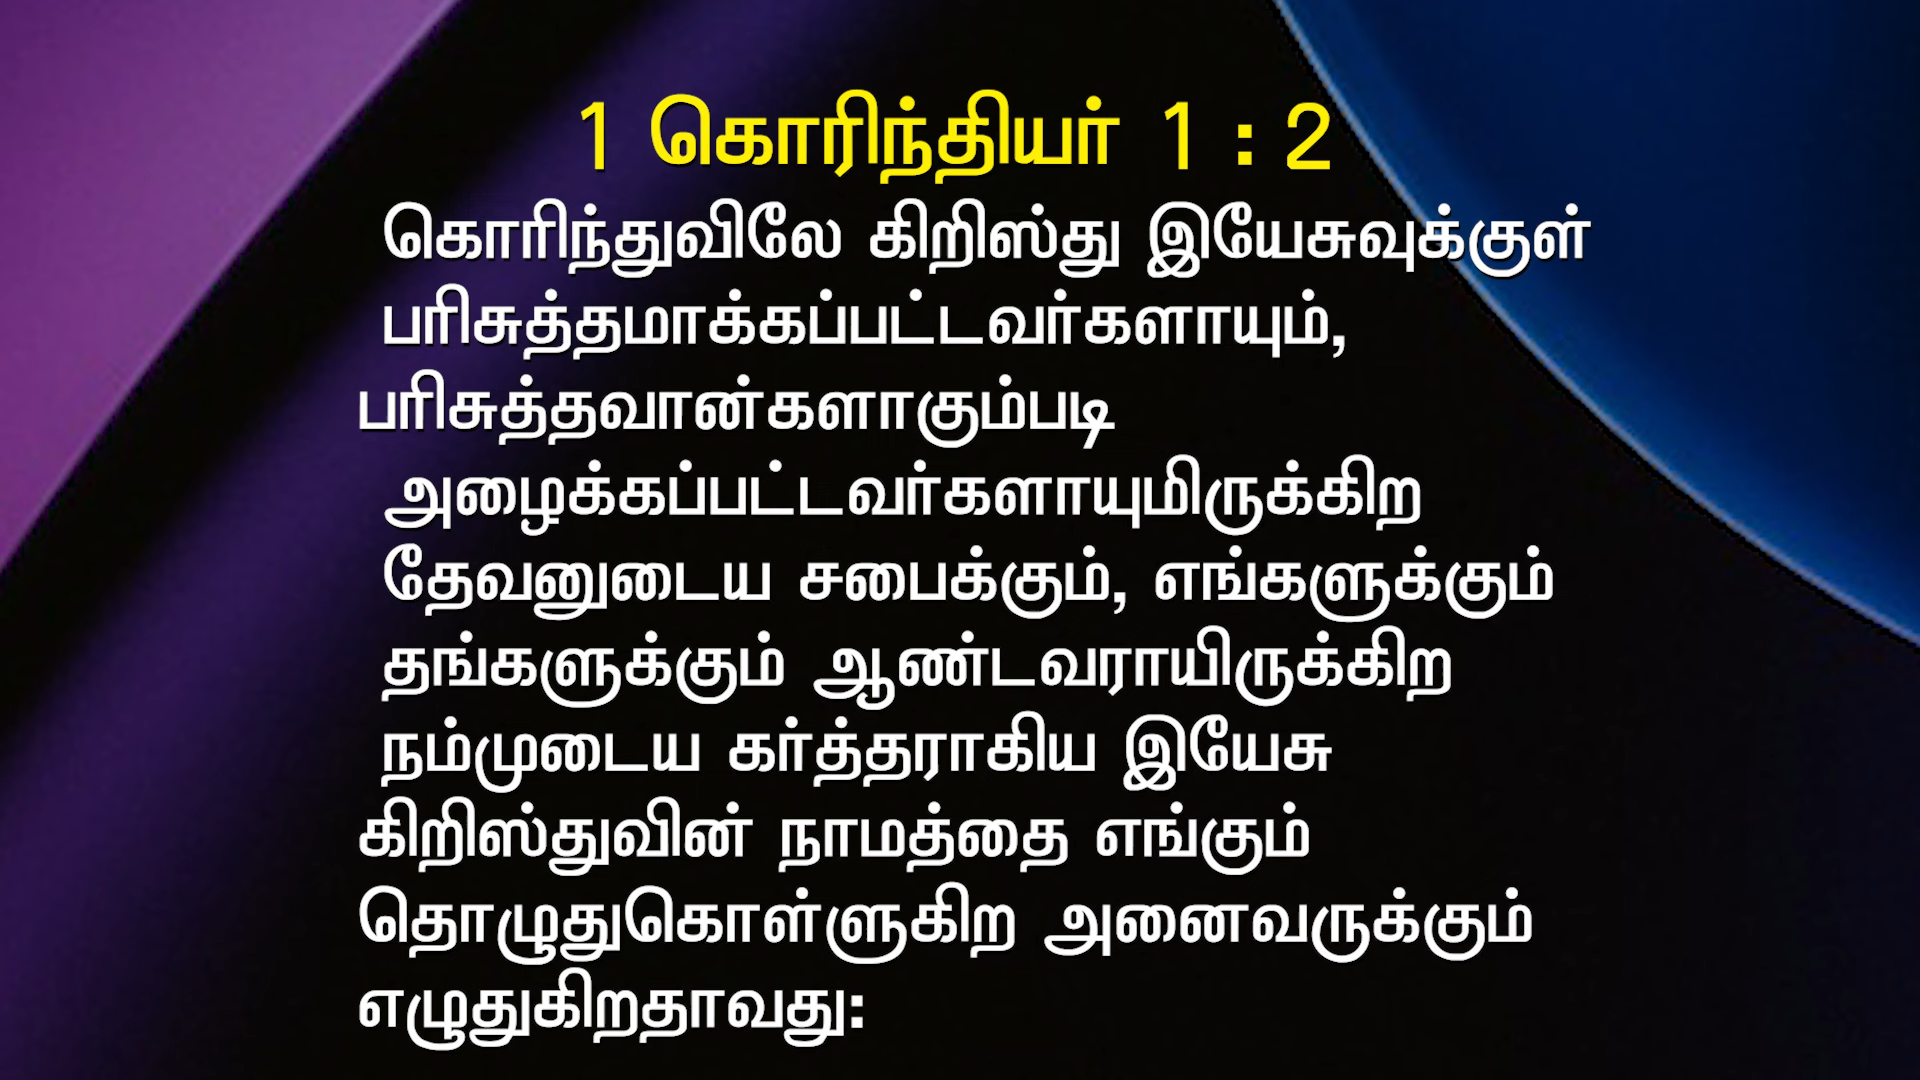 1 கொரிந்தியர் 1 : 2
கொரிந்துவிலே கிறிஸ்து இயேசுவுக்குள்
பரிசுத்தமாக்கப்பட்டவர்களாயும்,
பரிசுத்தவான்களாகும்படி
அழைக்கப்பட்டவர்களாயுமிருக்கிற
தேவனுடைய சபைக்கும், எங்களுக்கும்
தங்களுக்கும் ஆண்டவராயிருக்கிற
நம்முடைய கர்த்தராகிய இயேசு
கிறிஸ்துவின் நாமத்தை எங்கும்
தொழுதுகொள்ளுகிற அனைவருக்கும்
எழுதுகிறதாவது: